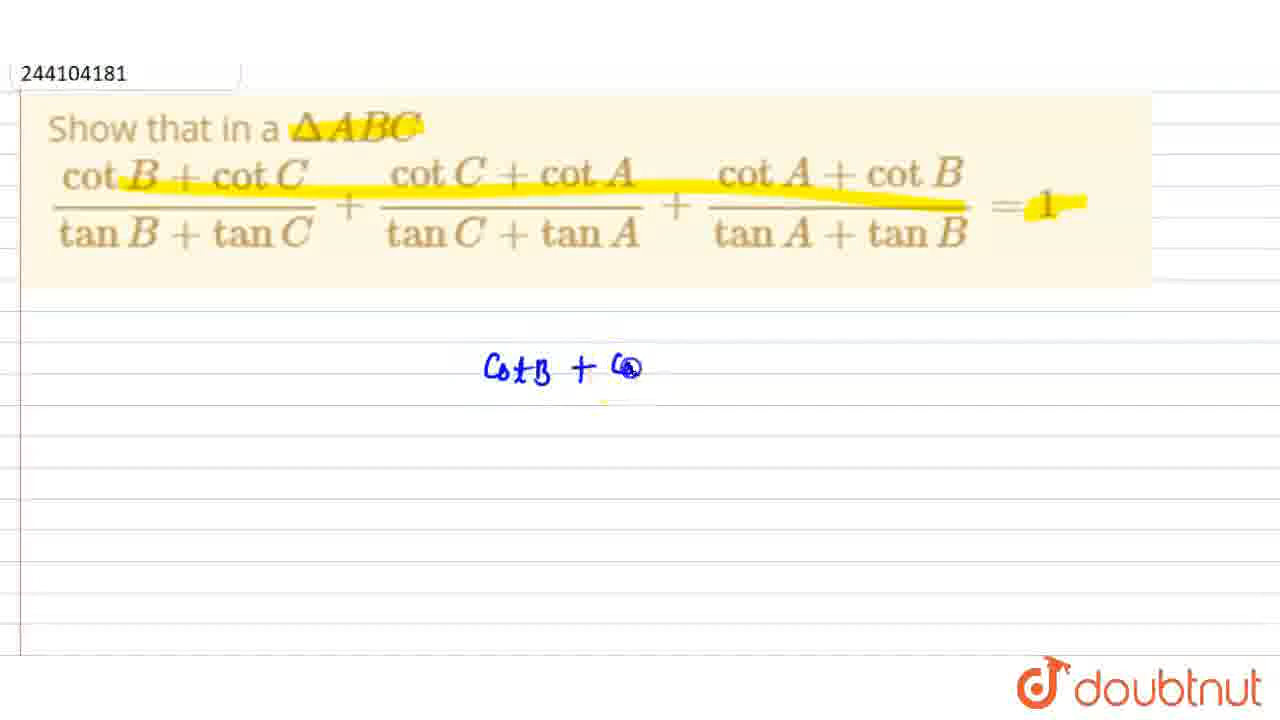 244104181
Show that in a ΔABC
(cot B + cot C)/(tan B + tan C) + (cot C + cot A)/(tan C + tan A) + (cot A + cot B)/(tan A + tan B) = 1
Cot B +
doubtnut